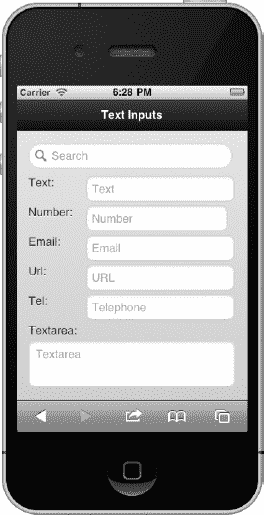 Carrier 6:28 PM
Text Inputs
Search
Text: Text
Number: Number
Email: Email
Url: URL
Tel: Telephone
Textarea:
Textarea